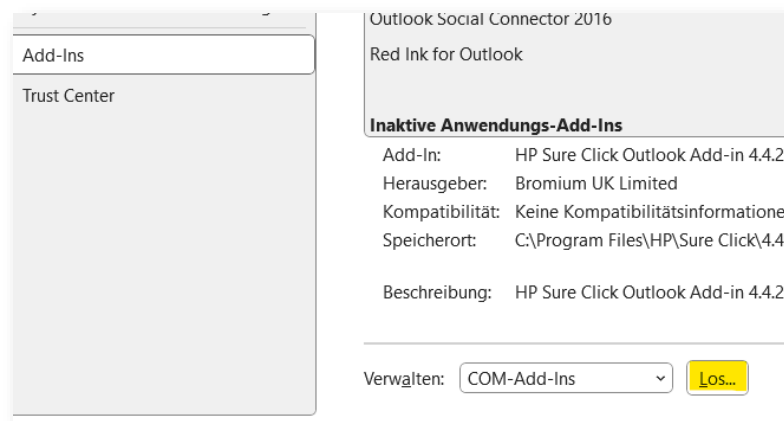 Outlook Social Connector 2016
Add-Ins
Red Ink for Outlook
Trust Center
Inaktive Anwendungs-Add-Ins
Add-In: HP Sure Click Outlook Add-in 4.4.2
Herausgeber: Bromium UK Limited
Kompatibilität: Keine Kompatibilitätsinformatione
Speicherort: C:\Program Files\HP\Sure Click\4.4
Beschreibung: HP Sure Click Outlook Add-in 4.4.2
Verwalten: COM-Add-Ins Los...